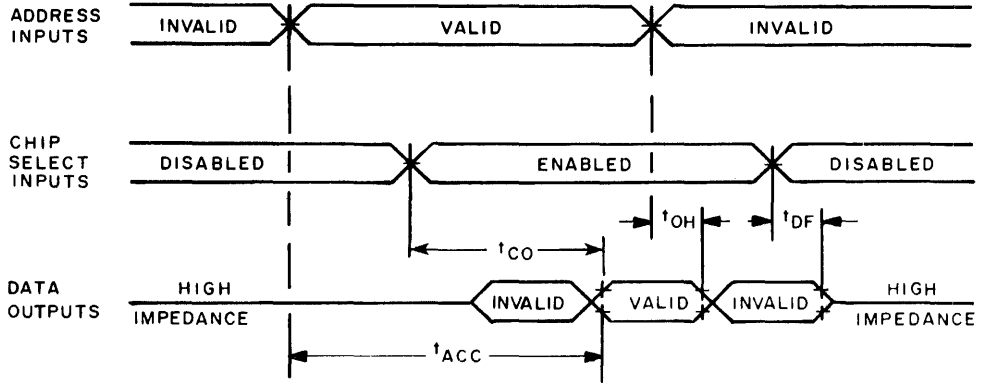 ADDRESS
INPUTS
INVALID
VALID
INVALID
CHIP
SELECT
INPUTS
DISABLED
ENABLED
DISABLED
tOH
tDF
tCO
DATA
OUTPUTS
HIGH
IMPEDANCE
INVALID
VALID
INVALID
HIGH
IMPEDANCE
tACC